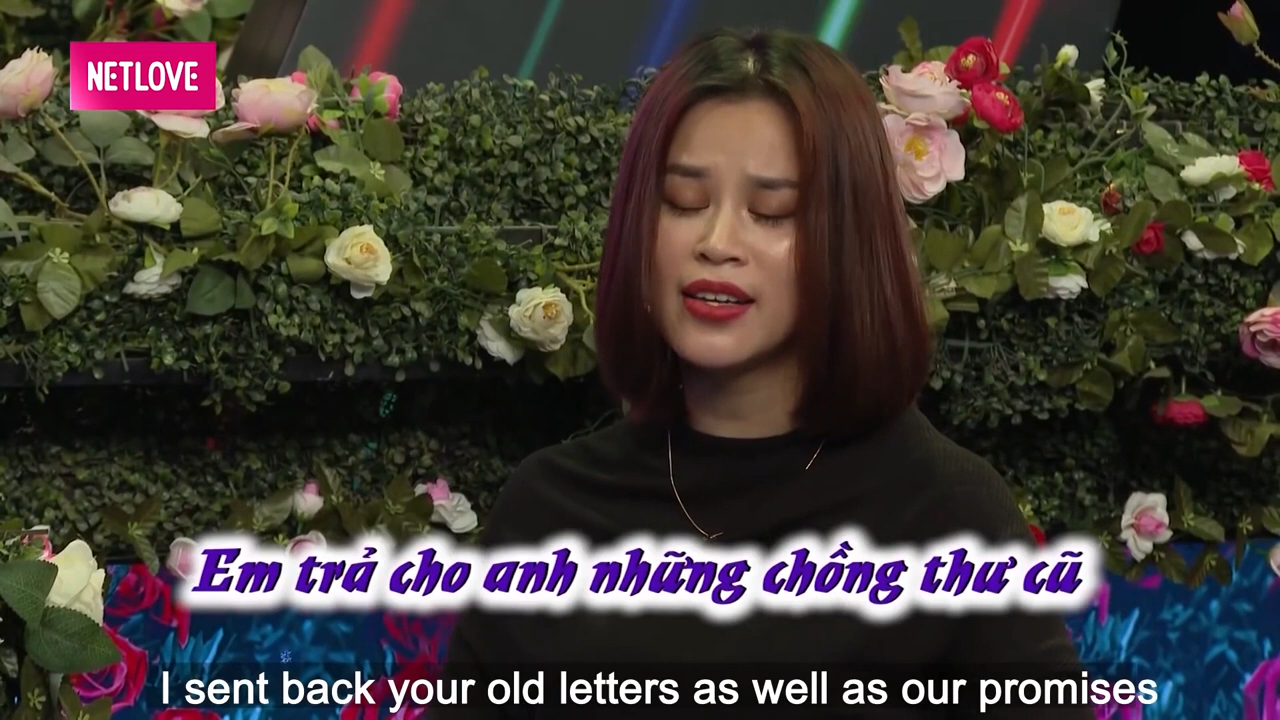 NETLOVE
Em trả cho anh những chồng thư cũ
I sent back your old letters as well as our promises